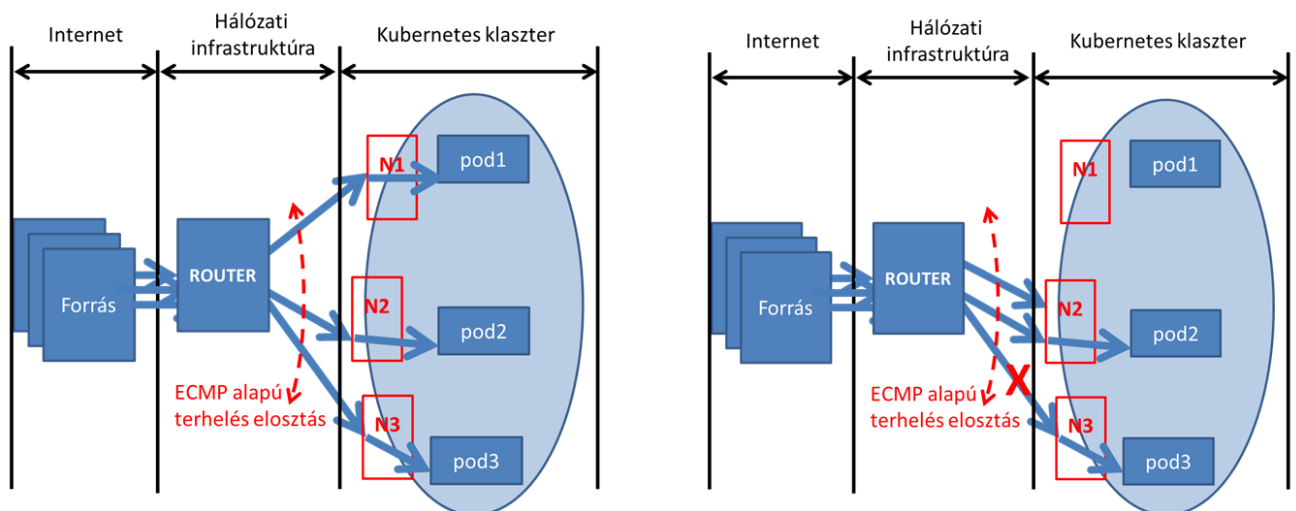 Internet
Hálózati
infrastruktúra
Kubernetes klaszter
N1
pod1
Forrás
ROUTER
N2
pod2
ECMP alapú
terhelés elosztás
N3
pod3
Internet
Hálózati
infrastruktúra
Kubernetes klaszter
N1
pod1
Forrás
ROUTER
N2
pod2
X
ECMP alapú
terhelés elosztás
N3
pod3